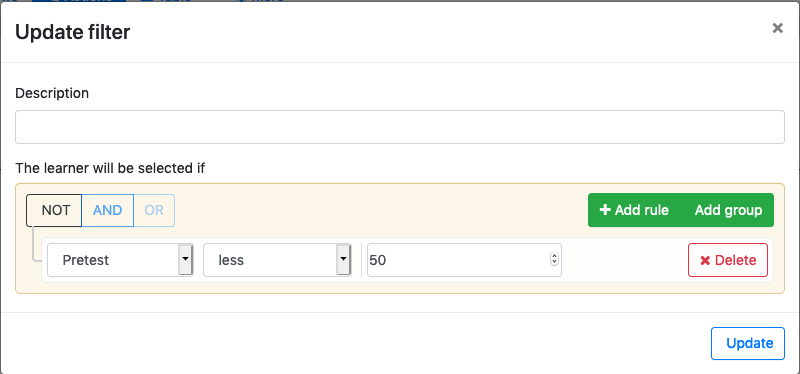 Update filter
×
Description
The learner will be selected if
NOT AND OR
+ Add rule Add group
Pretest less 50 × Delete
Update